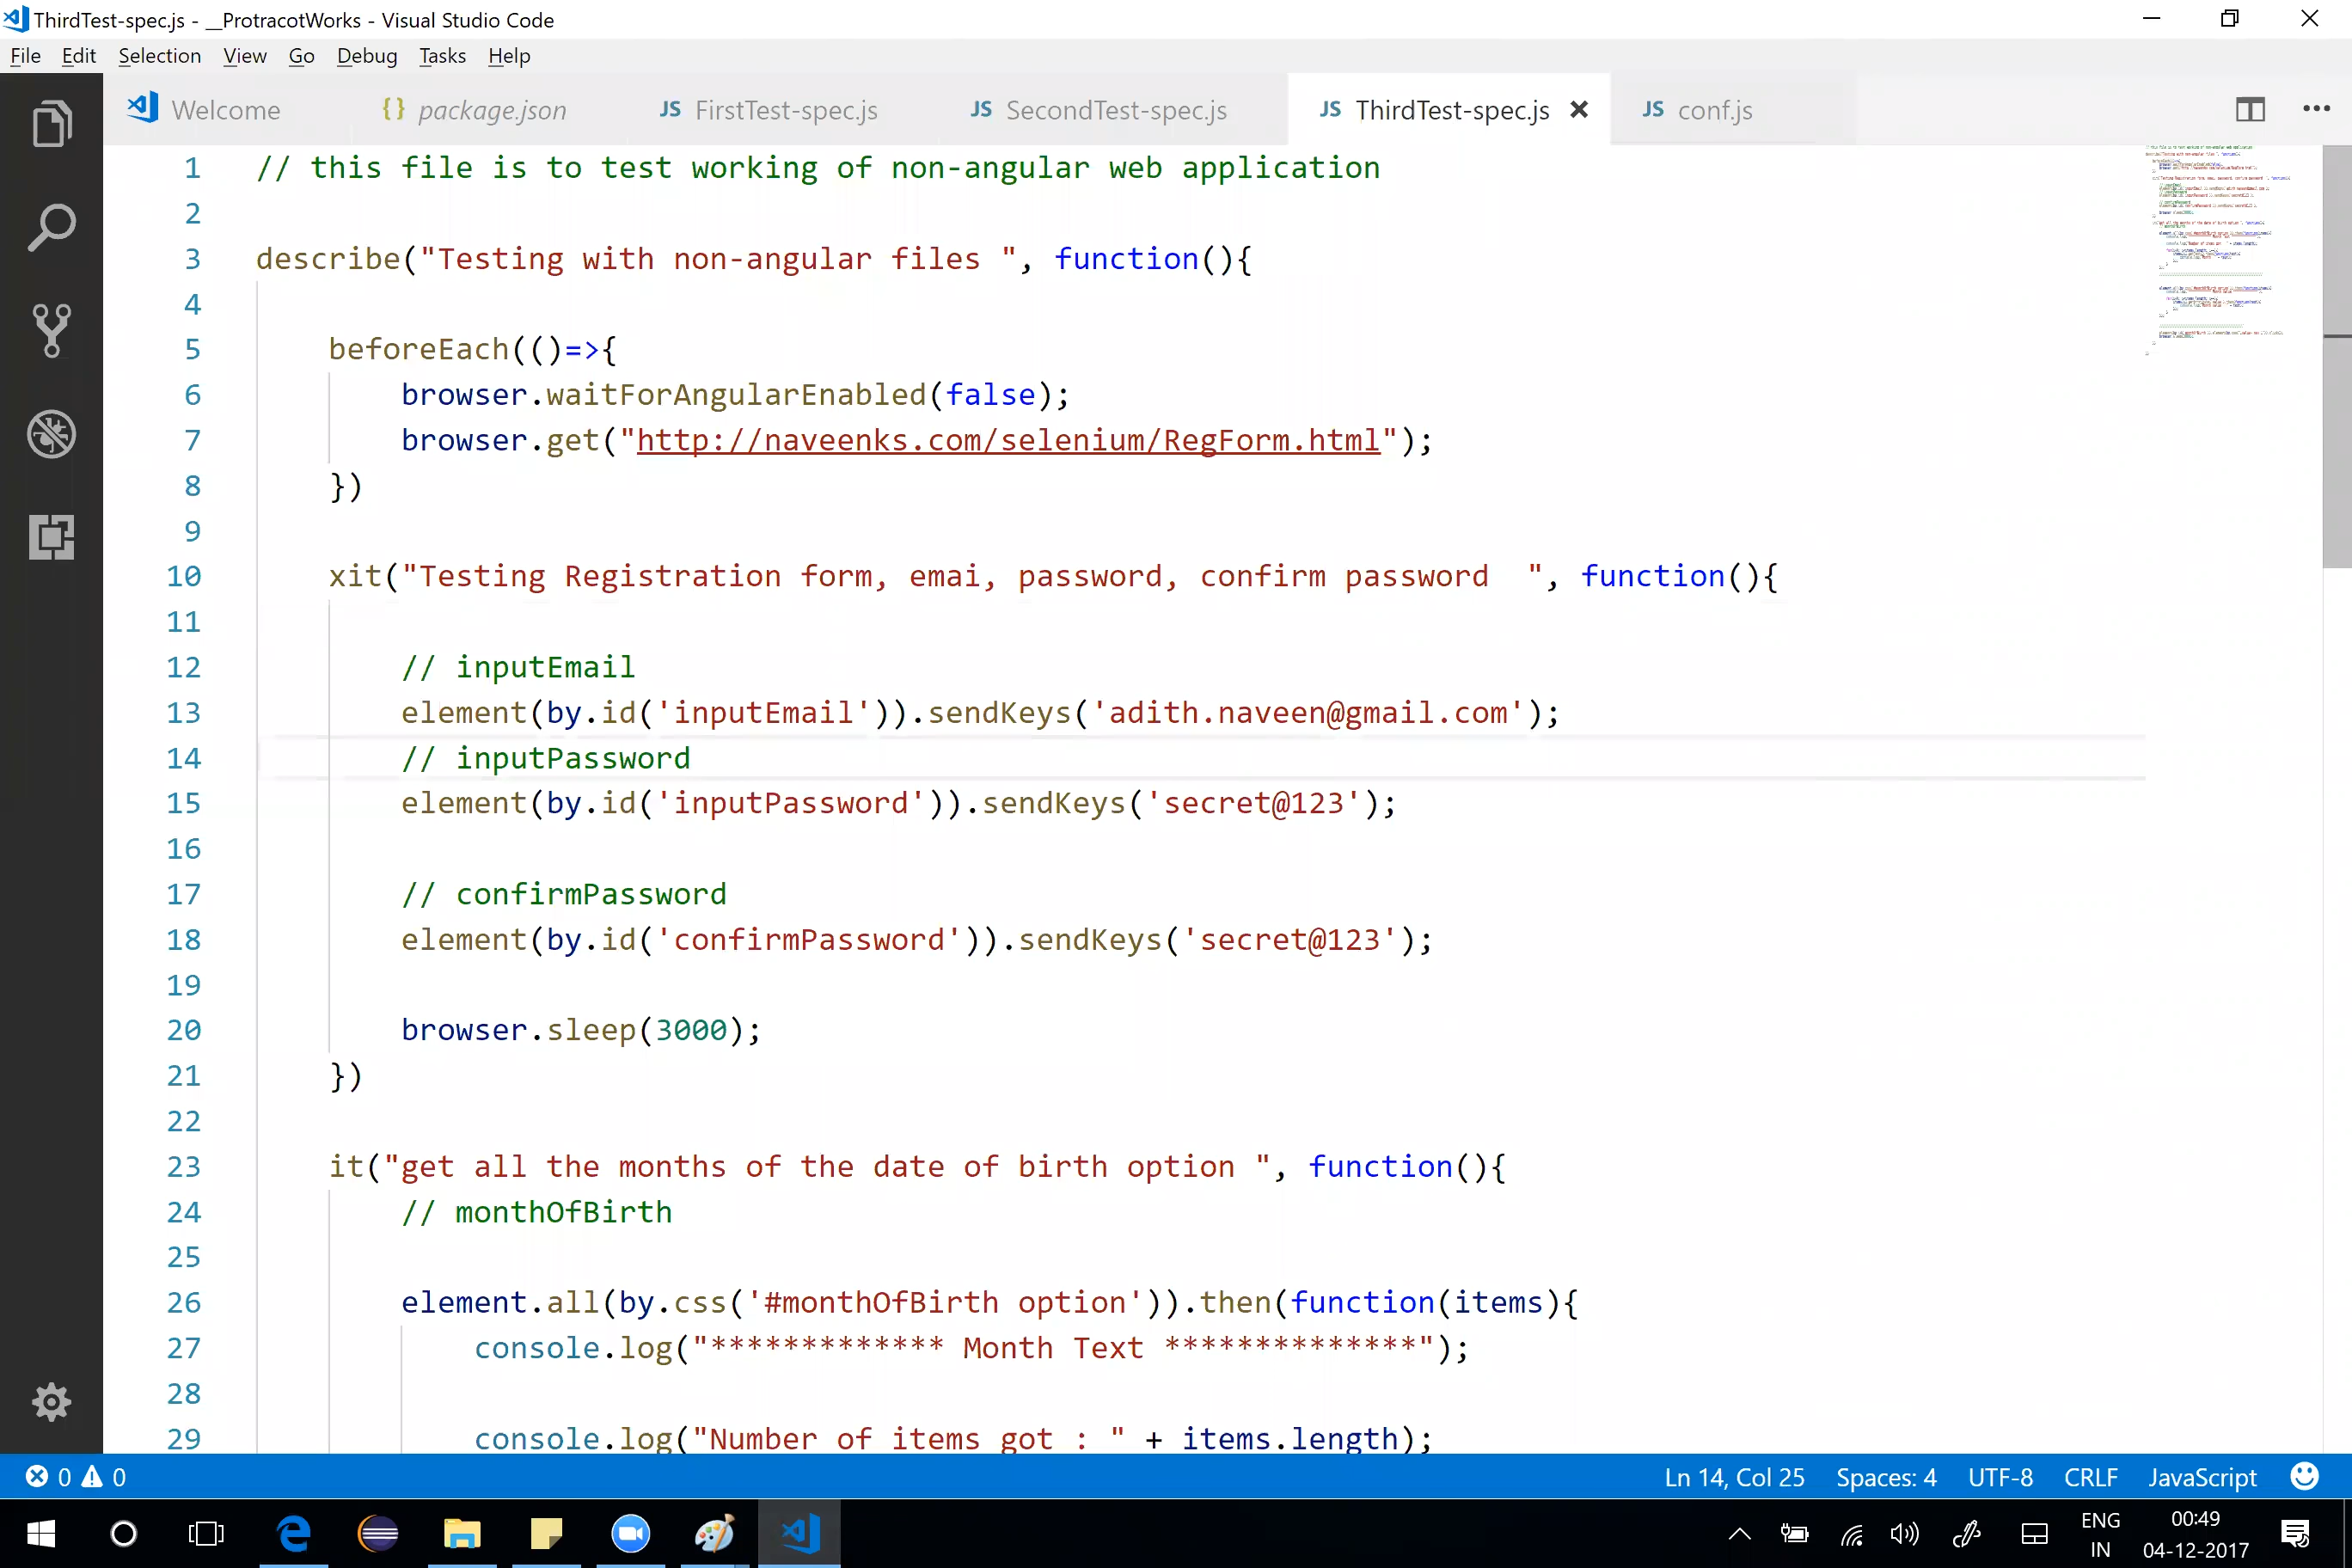 ThirdTest-spec.js - __ProtracotWorks - Visual Studio Code
File Edit Selection View Go Debug Tasks Help
Welcome {} package.json JS FirstTest-spec.js JS SecondTest-spec.js JS ThirdTest-spec.js JS conf.js
1 // this file is to test working of non-angular web application
2
3 describe("Testing with non-angular files ", function(){
4
5 beforeEach(()=>{
6 browser.waitForAngularEnabled(false);
7 browser.get("http://naveenks.com/selenium/RegForm.html");
8 })
9
10 xit("Testing Registration form, emai, password, confirm password  ", function(){
11
12 // inputEmail
13 element(by.id('inputEmail')).sendKeys('adith.naveen@gmail.com');
14 // inputPassword
15 element(by.id('inputPassword')).sendKeys('secret@123');
16
17 // confirmPassword
18 element(by.id('confirmPassword')).sendKeys('secret@123');
19
20 browser.sleep(3000);
21 })
22
23 it("get all the months of the date of birth option ", function(){
24 // monthOfBirth
25
26 element.all(by.css('#monthOfBirth option')).then(function(items){
27 console.log("************* Month Text **************");
28
29 console.log("Number of items got : " + items.length);
0 0 Ln 14, Col 25 Spaces: 4 UTF-8 CRLF JavaScript
ENG 00:49
IN 04-12-2017